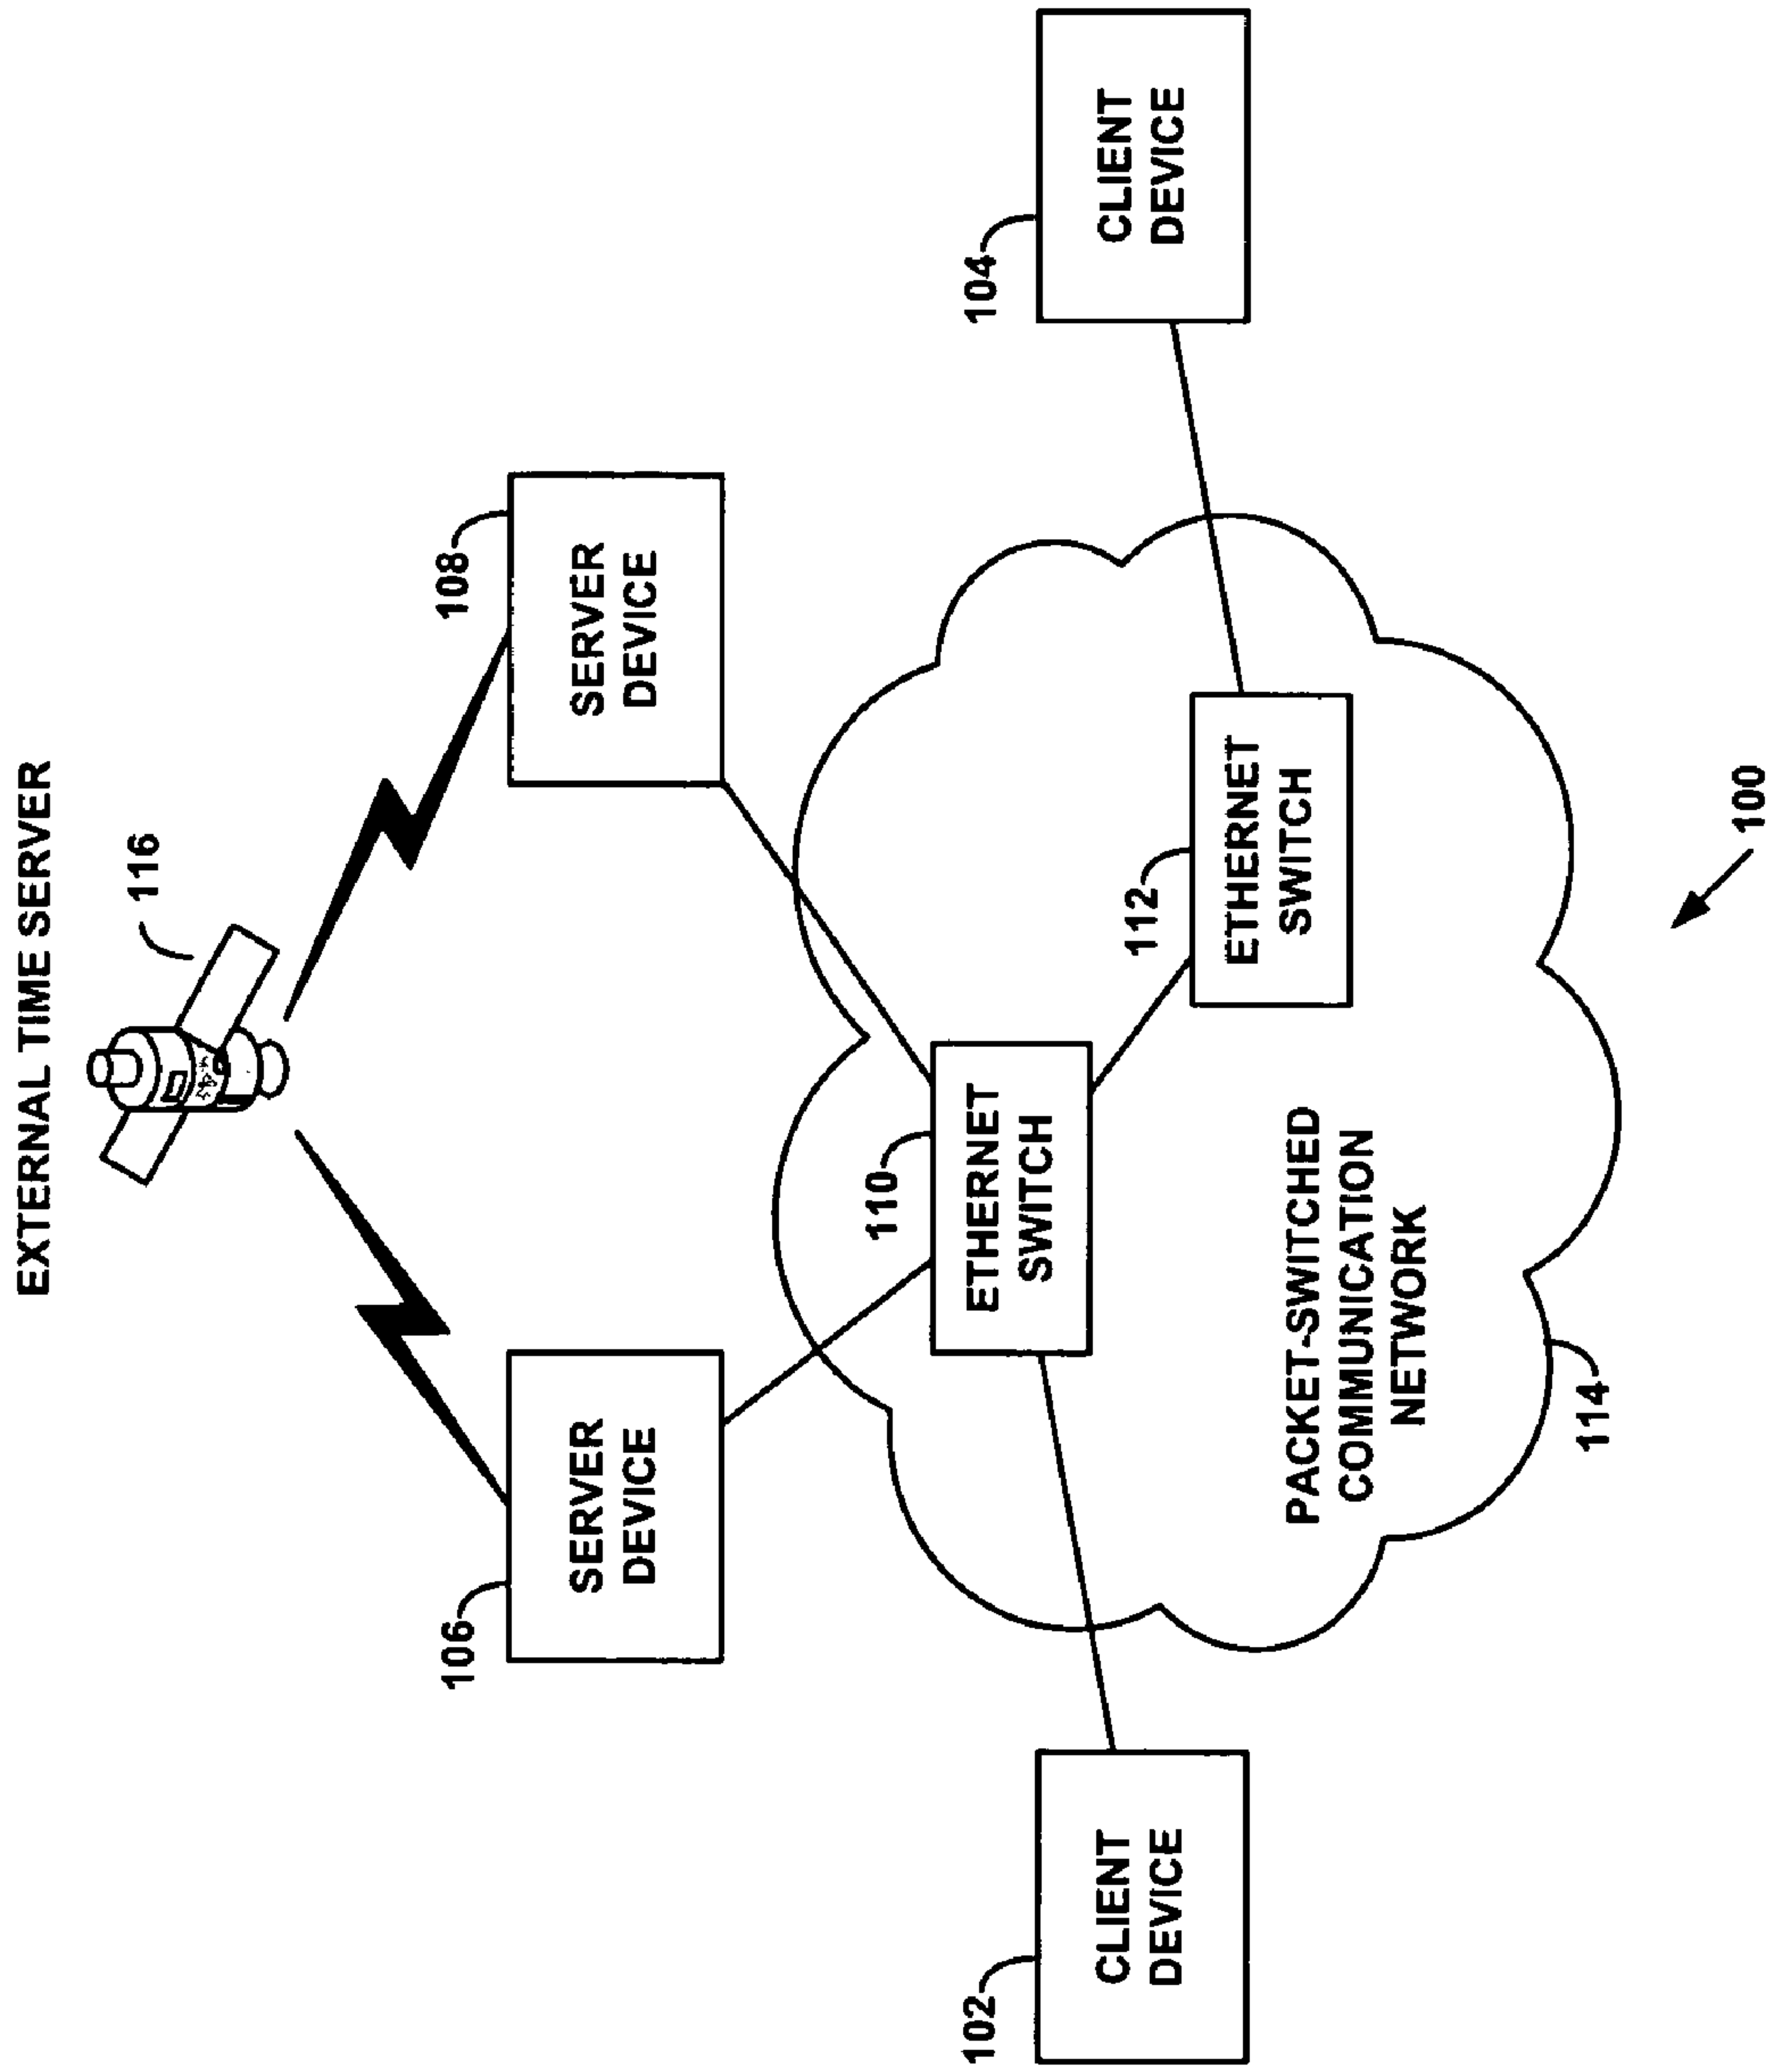 EXTERNAL TIME SERVER
116
106
SERVER
DEVICE
108
SERVER
DEVICE
110
ETHERNET
SWITCH
112
ETHERNET
SWITCH
102
CLIENT
DEVICE
104
CLIENT
DEVICE
PACKET-SWITCHED
COMMUNICATION
NETWORK
114
100